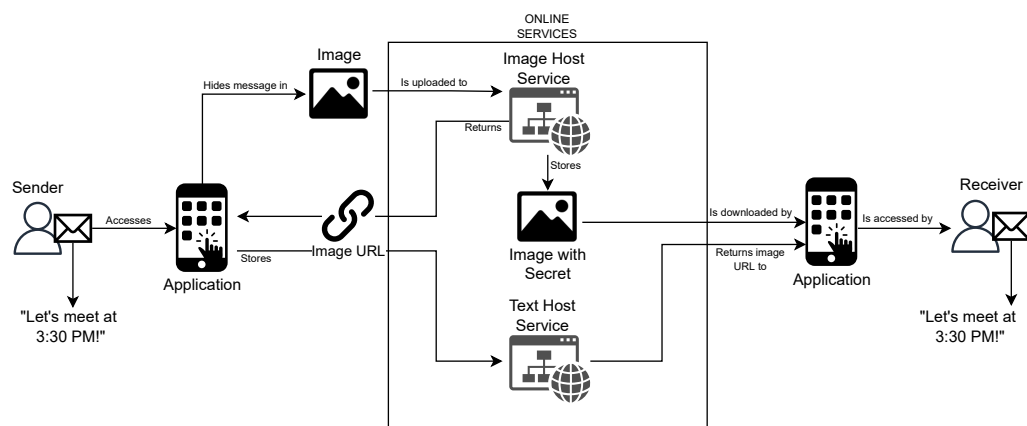 ONLINE
SERVICES
Image
Image Host
Service
Hides message in
Is uploaded to
Returns
Stores
Sender
Receiver
Accesses
Is downloaded by
Is accessed by
Image URL
Stores
Image with
Secret
Returns image
URL to
Application
Application
Text Host
Service
"Let's meet at
3:30 PM!"
"Let's meet at
3:30 PM!"